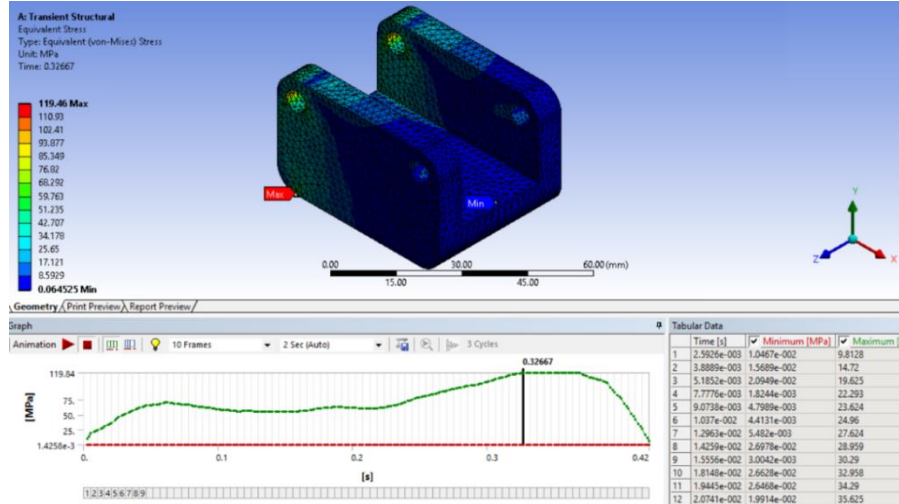 A: Transient Structural
Equivalent Stress
Type: Equivalent (von-Mises) Stress
Unit: MPa
Time: 0.32667
119.46 Max
110.93
102.41
93.877
85.349
76.82
68.292
59.763
51.235
42.707
34.178
25.65
17.121
8.5929
0.064525 Min
Max
Min
0.00 30.00 60.00 (mm)
15.00 45.00
Y
Z X
Geometry Print Preview Report Preview
Graph
Animation 10 Frames 2 Sec (Auto) 3 Cycles
0.32667
119.84
75.
50.
25.
1.4258e-3
[MPa]
0. 0.1 0.2 0.3 0.42
[s]
1 2 3 4 5 6 7 8 9
Tabular Data
Time [s] Minimum [MPa] Maximum [
1 2.5926e-003 1.0467e-002 9.8128
2 3.8889e-003 1.5689e-002 14.72
3 5.1852e-003 2.0949e-002 19.625
4 7.7776e-003 1.8244e-003 22.293
5 9.0738e-003 4.7989e-003 23.624
6 1.037e-002 4.4131e-003 24.96
7 1.2963e-002 5.482e-003 27.624
8 1.4259e-002 2.6978e-002 28.959
9 1.5556e-002 3.0042e-003 30.29
10 1.8148e-002 2.6628e-002 32.958
11 1.9445e-002 2.6468e-002 34.29
12 2.0741e-002 1.9914e-002 35.625